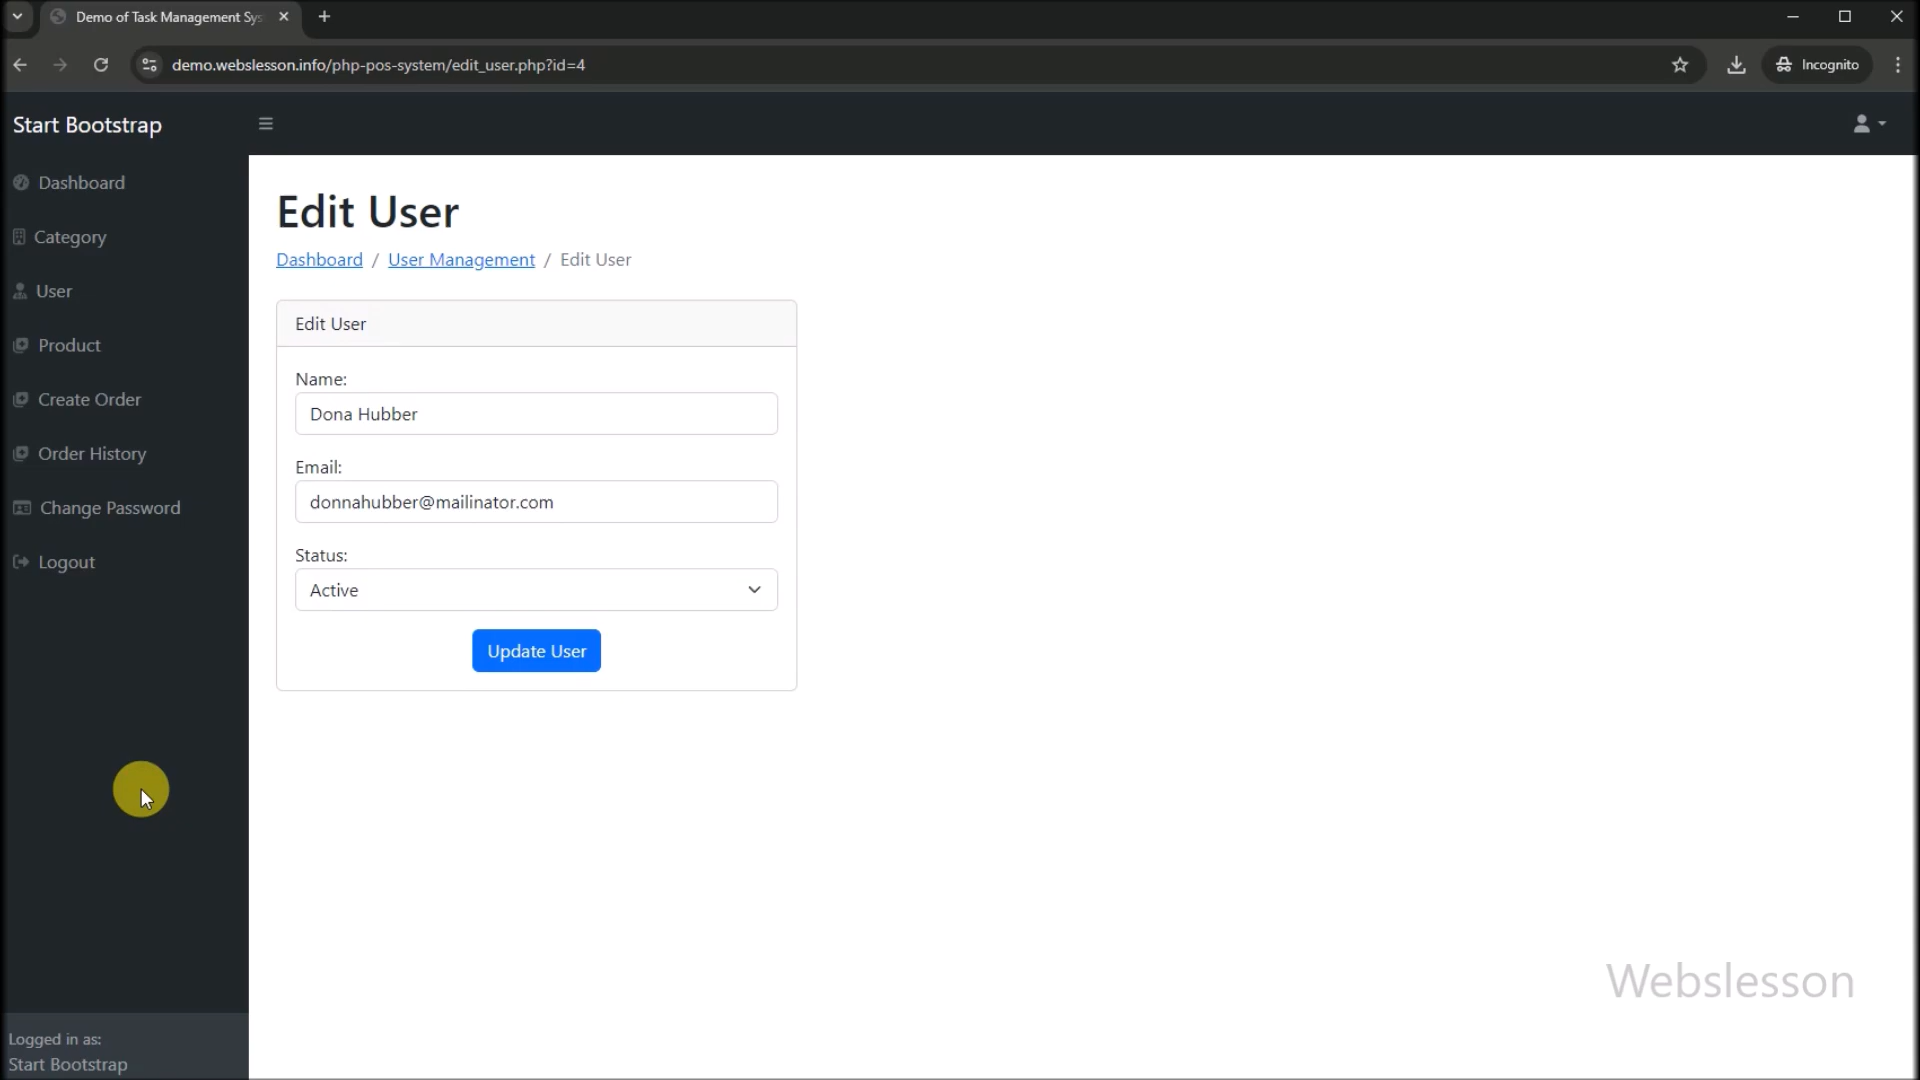 Demo of Task Management Sys
demo.webslesson.info/php-pos-system/edit_user.php?id=4
Incognito
Start Bootstrap
Dashboard
Category
User
Product
Create Order
Order History
Change Password
Logout
Edit User
Dashboard / User Management / Edit User
Edit User
Name:
Dona Hubber
Email:
donnahubber@mailinator.com
Status:
Active
Update User
Webslesson
Logged in as:
Start Bootstrap